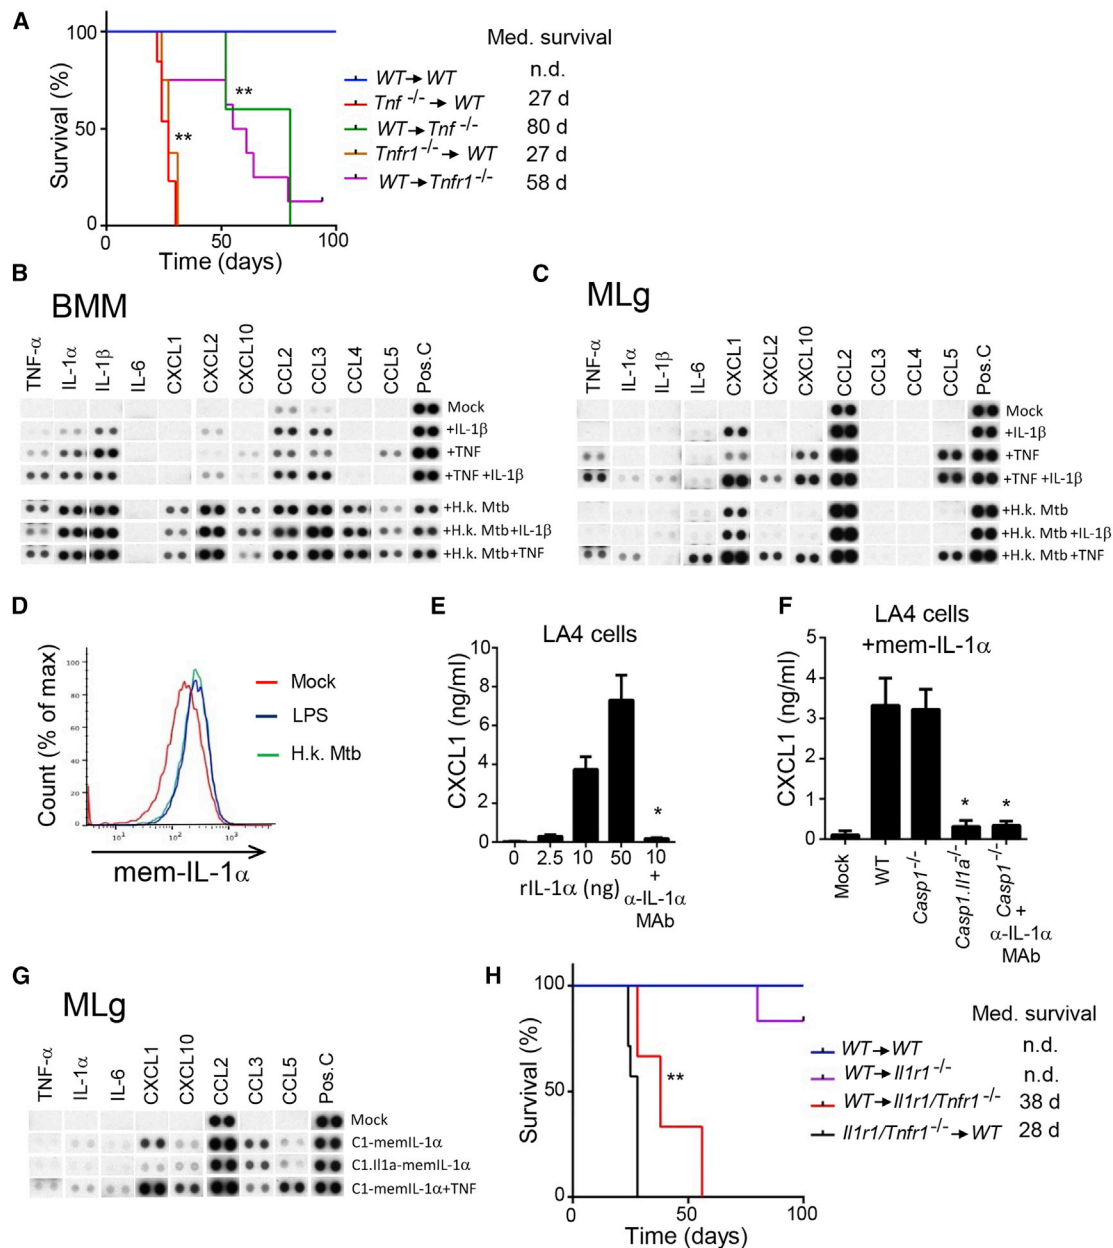 A
Survival (%)
100
50
0
0
50
100
Time (days)
**
**
Med. survival
WT→WT n.d.
Tnf -/- → WT 27 d
WT→Tnf -/- 80 d
Tnfr1-/-→ WT 27 d
WT→Tnfr1-/- 58 d
B
BMM
TNF-α IL-1α IL-1β IL-6 CXCL1 CXCL2 CXCL10 CCL2 CCL3 CCL4 CCL5 Pos.C
Mock
+IL-1β
+TNF
+TNF +IL-1β
+H.k. Mtb
+H.k. Mtb+IL-1β
+H.k. Mtb+TNF
C
MLg
TNF-α IL-1α IL-1β IL-6 CXCL1 CXCL2 CXCL10 CCL2 CCL3 CCL4 CCL5 Pos.C
Mock
+IL-1β
+TNF
+TNF +IL-1β
+H.k. Mtb
+H.k. Mtb +IL-1β
+H.k. Mtb +TNF
D
Count (% of max)
100
80
60
40
20
0
10¹ 10² 10³
mem-IL-1α
Mock
LPS
H.k. Mtb
E
LA4 cells
CXCL1 (ng/ml)
10
8
6
4
2
0
*
0 2.5 10 50 10
+
rIL-1α (ng) α-IL-1α
MAb
F
LA4 cells
+mem-IL-1α
CXCL1 (ng/ml)
5
4
3
2
1
0
* *
Mock
WT
Casp1-/-
Casp1.Il1a-/-
Casp1-/-
+
α-IL-1α
MAb
G
MLg
TNF-α IL-1α IL-6 CXCL1 CXCL10 CCL2 CCL3 CCL5 Pos.C
Mock
C1-memIL-1α
C1.Il1a-memIL-1α
C1-memIL-1α+TNF
H
Survival (%)
100
50
0
0
50
100
Time (days)
**
Med. survival
WT→WT n.d.
WT→Il1r1-/- n.d.
WT→Il1r1/Tnfr1-/- 38 d
Il1r1/Tnfr1-/-→WT 28 d